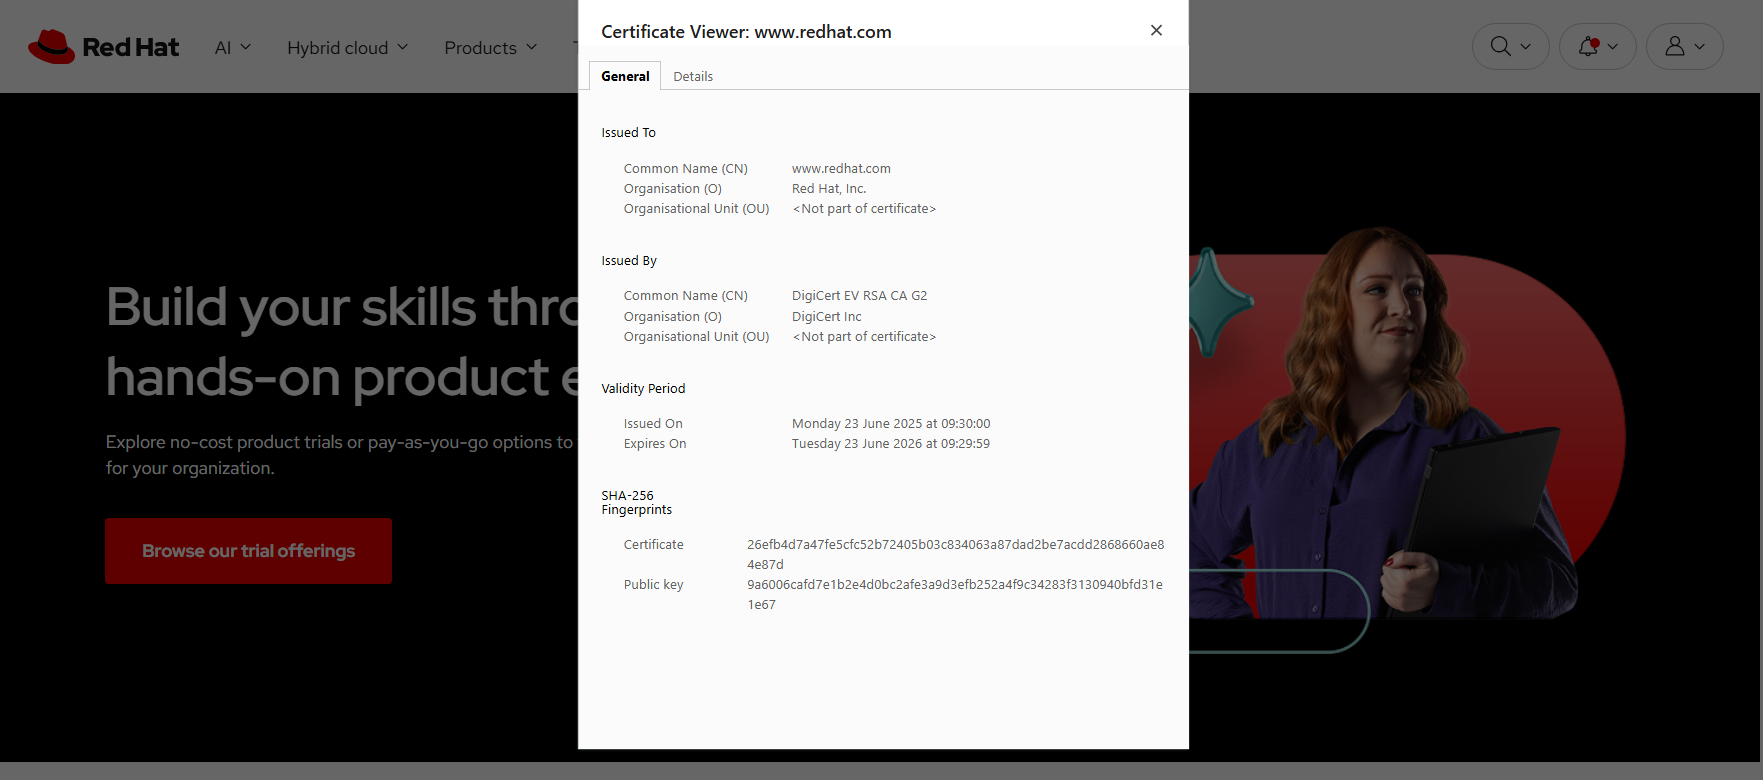 Red Hat
AI
Hybrid cloud
Products
Certificate Viewer: www.redhat.com
General
Details
Issued To
Common Name (CN) www.redhat.com
Organisation (O) Red Hat, Inc.
Organisational Unit (OU) <Not part of certificate>
Issued By
Common Name (CN) DigiCert EV RSA CA G2
Organisation (O) DigiCert Inc
Organisational Unit (OU) <Not part of certificate>
Validity Period
Issued On Monday 23 June 2025 at 09:30:00
Expires On Tuesday 23 June 2026 at 09:29:59
SHA-256
Fingerprints
Certificate 26efb4d7a47fe5cfc52b72405b03c834063a87dad2be7acdd2868660ae8
4e87d
Public key 9a6006cafd7e1b2e4d0bc2afe3a9d3efb252a4f9c34283f3130940bfd31e
1e67
Build your skills thro
hands-on product e
Explore no-cost product trials or pay-as-you-go options to
for your organization.
Browse our trial offerings